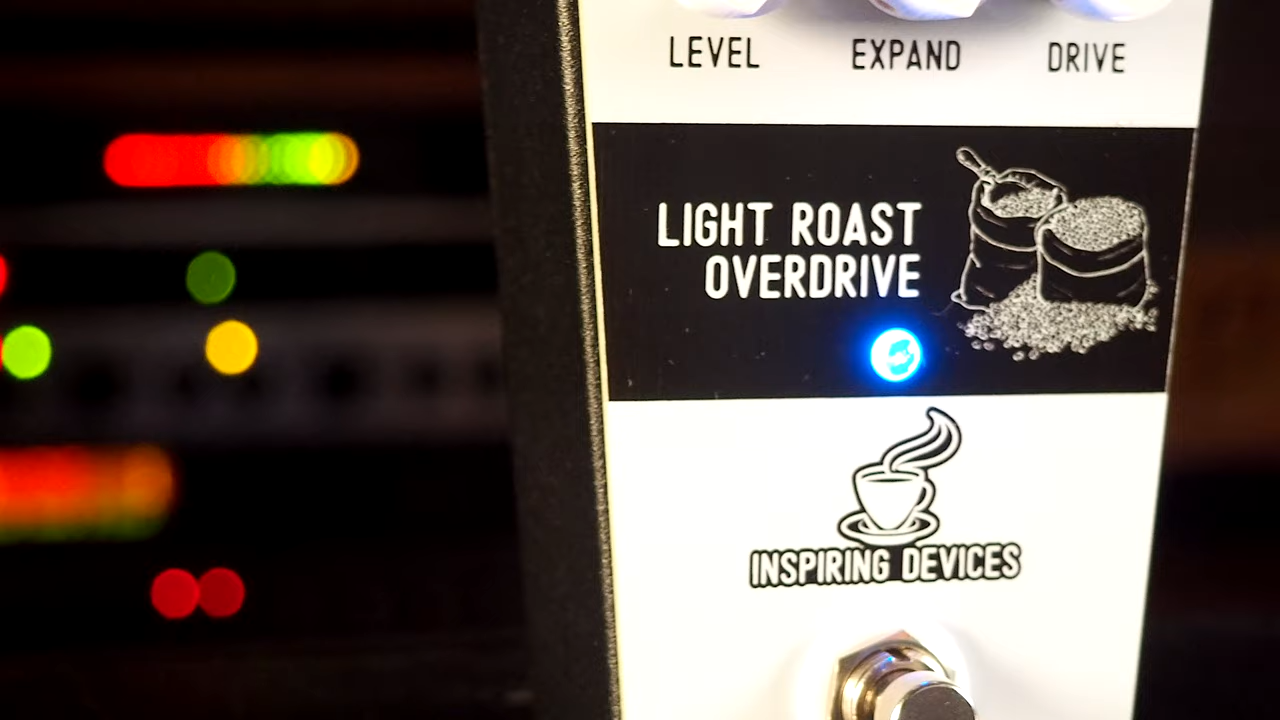 LEVEL EXPAND DRIVE
LIGHT ROAST
OVERDRIVE
INSPIRING DEVICES